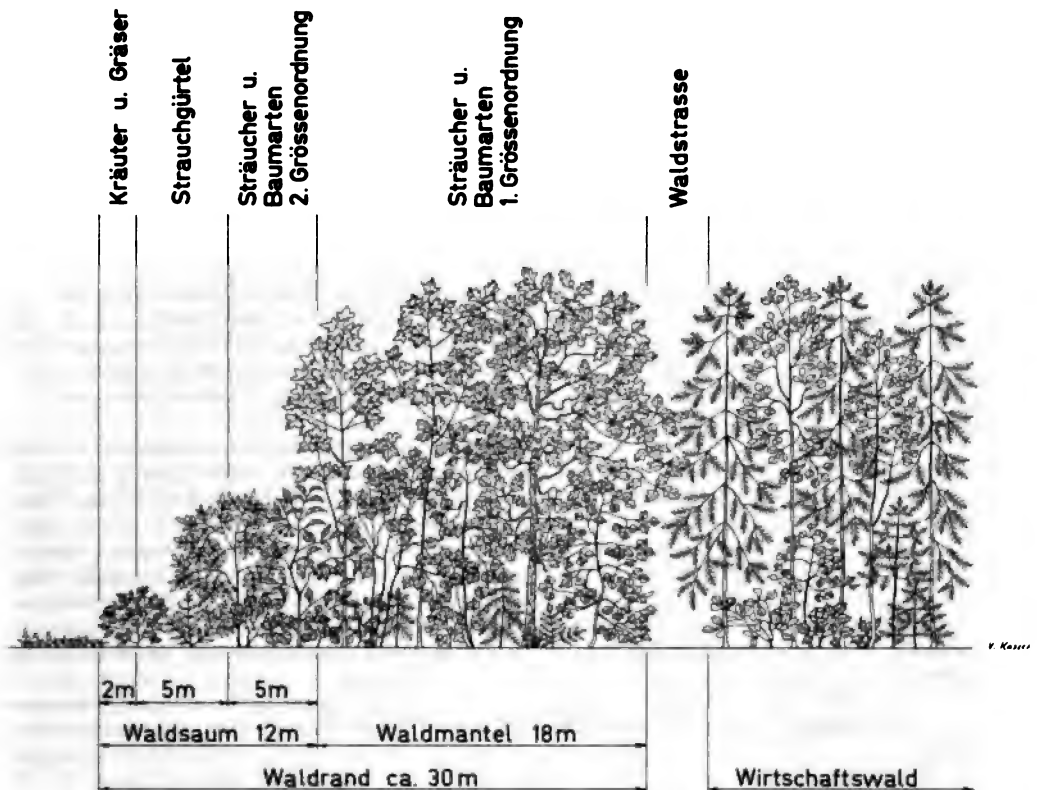 Kräuter u. Gräser
Strauchgürtel
Sträucher u.
Baumarten
2. Grössenordnung
Sträucher u.
Baumarten
1. Grössenordnung
Waldstrasse
2m 5m 5m
Waldsaum 12m Waldmantel 18m
Waldrand ca. 30m Wirtschaftswald